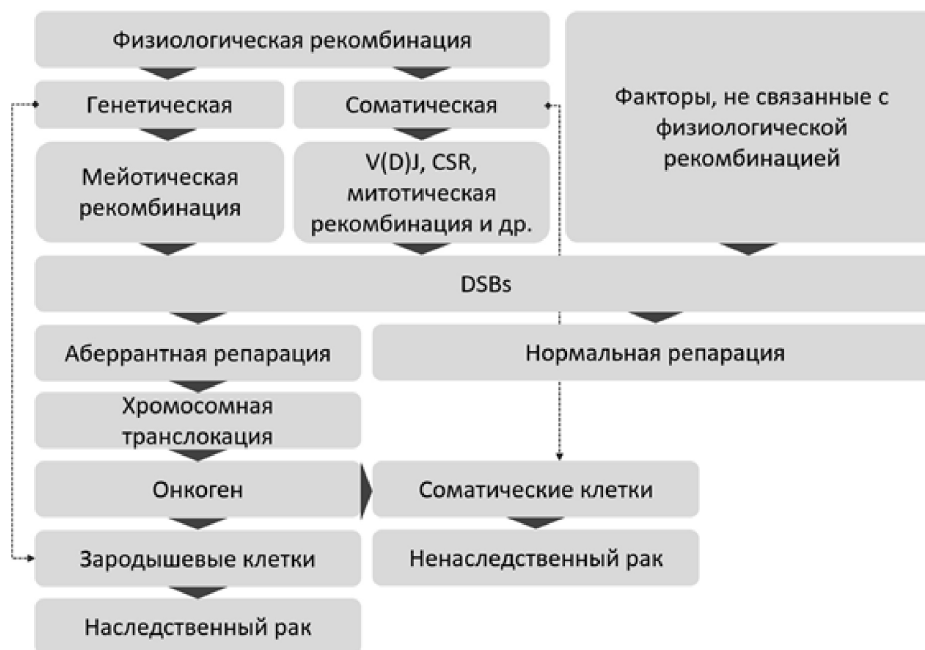 Физиологическая рекомбинация
Генетическая
Соматическая
Факторы, не связанные с
физиологической
рекомбинацией
Мейотическая
рекомбинация
V(D)J, CSR,
митотическая
рекомбинация и др.
DSBs
Аберрантная репарация
Нормальная репарация
Хромосомная
транслокация
Онкоген
Соматические клетки
Зародышевые клетки
Ненаследственный рак
Наследственный рак